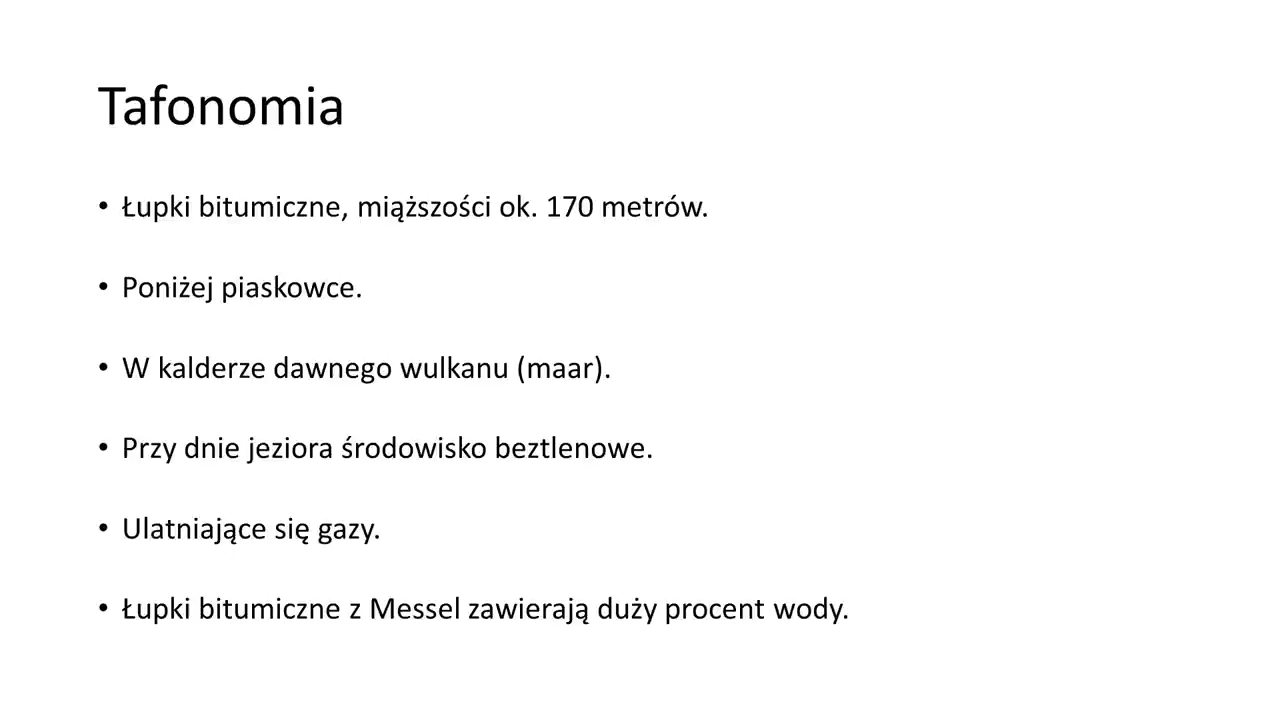 Tafonomia
• Łupki bitumiczne, miąższości ok. 170 metrów.
• Poniżej piaskowce.
• W kalderze dawnego wulkanu (maar).
• Przy dnie jeziora środowisko beztlenowe.
• Ulatniające się gazy.
• Łupki bitumiczne z Messel zawierają duży procent wody.